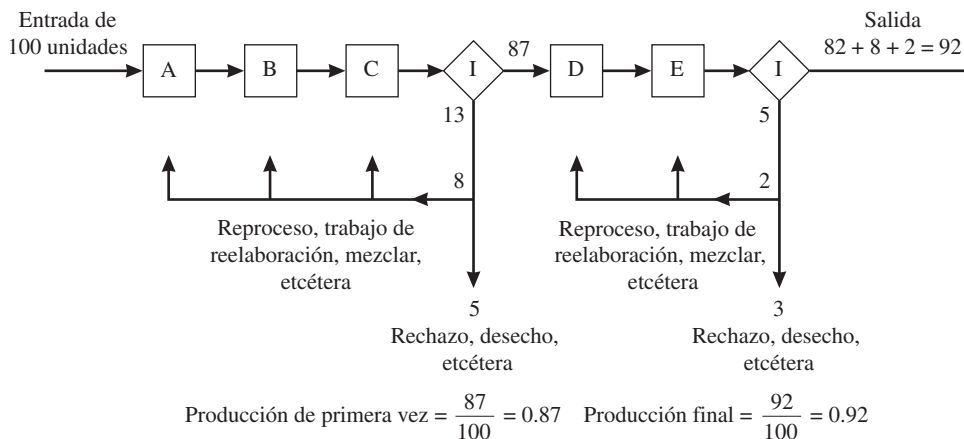 Entrada de
100 unidades
Salida
82 + 8 + 2 = 92
A
B
C
I
87
D
E
I
13
5
8
2
Reproceso, trabajo de
reelaboración, mezclar,
etcétera
Reproceso, trabajo de
reelaboración, mezclar,
etcétera
5
Rechazo, desecho,
etcétera
3
Rechazo, desecho,
etcétera
Producción de primera vez = 87/100 = 0.87
Producción final = 92/100 = 0.92